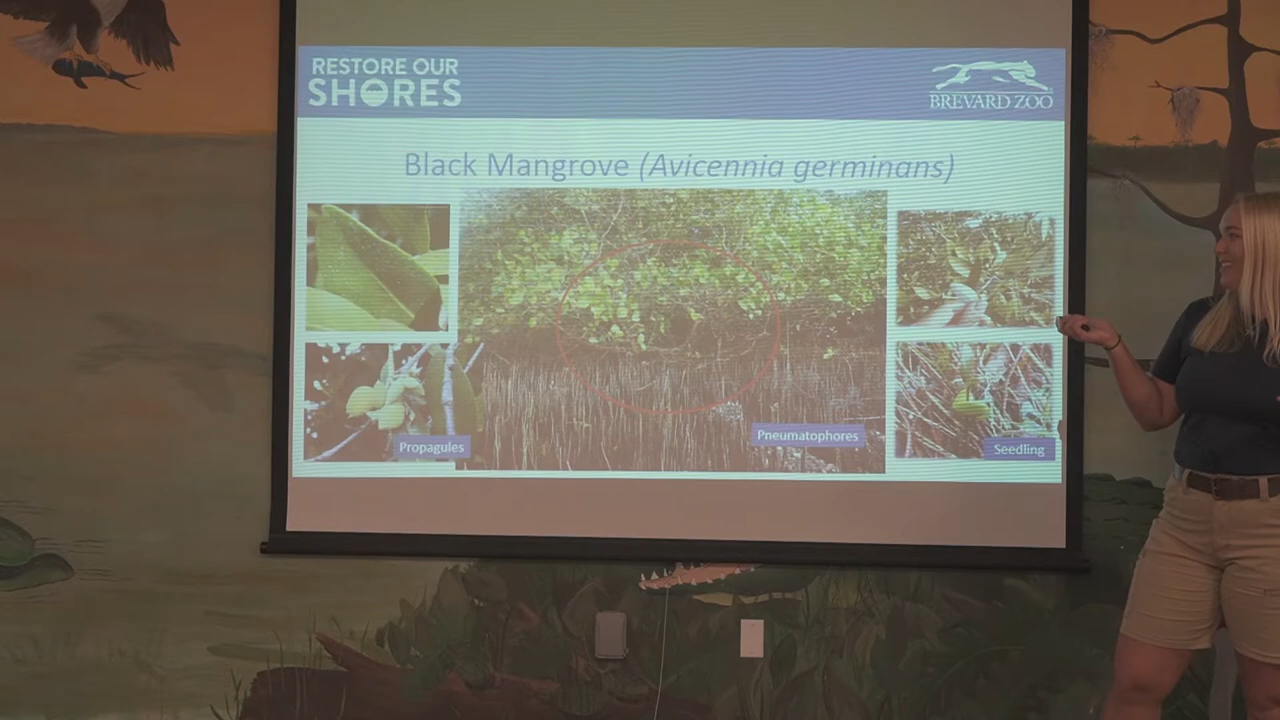 RESTORE OUR
SHORES
BREVARD ZOO
Black Mangrove (Avicennia germinans)
Propagules
Pneumatophores
Seedling